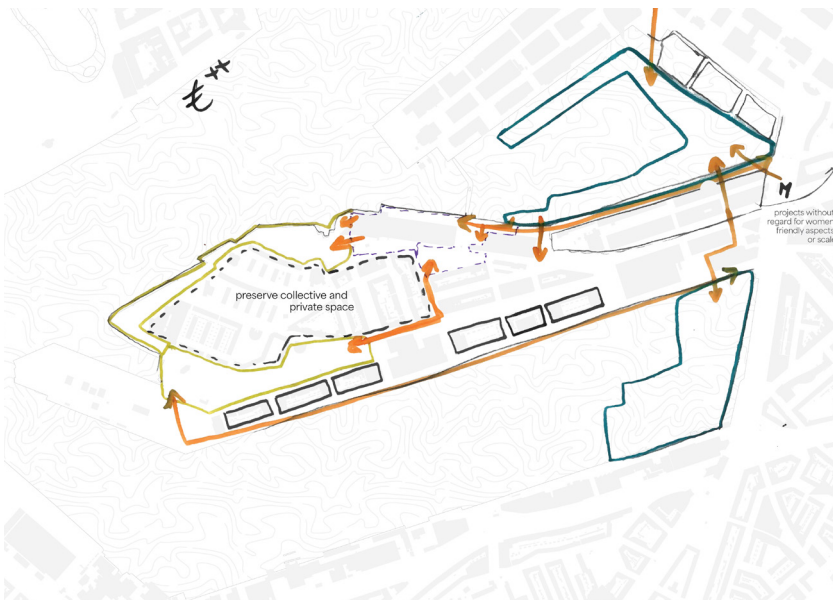 €++
preserve collective and
private space
M
projects without
regard for women
friendly aspects
or scale